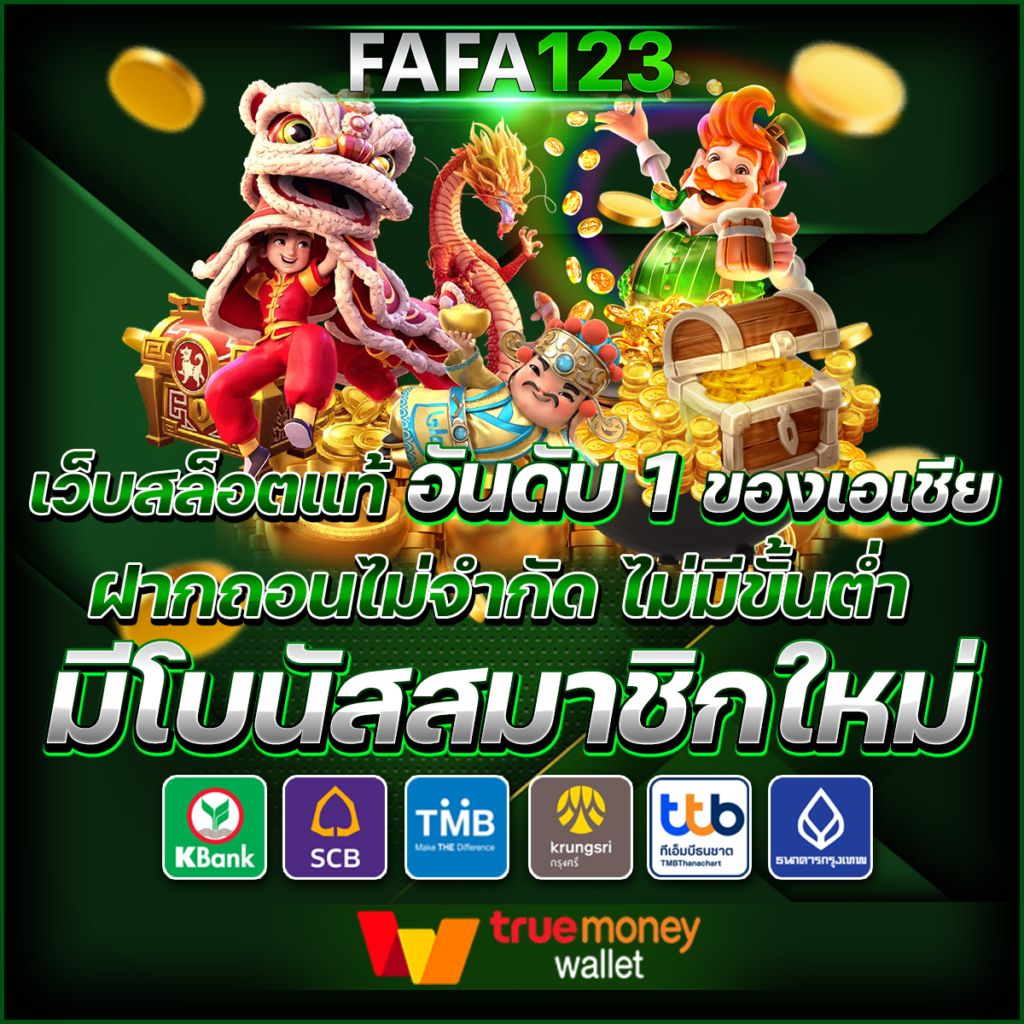 FAFA123
เว็บสล็อตแท้ อันดับ 1 ของเอเชีย
ฝากถอนไม่จำกัด ไม่มีขั้นต่ำ
มีโบนัสสมาชิกใหม่
KBank
SCB
TMB
Make THE Difference
krungsri
กรุงศรี
ttb
ทีเอ็มบีธนชาต
TMBThanachart
ธนาคารกรุงเทพ
truemoney
wallet